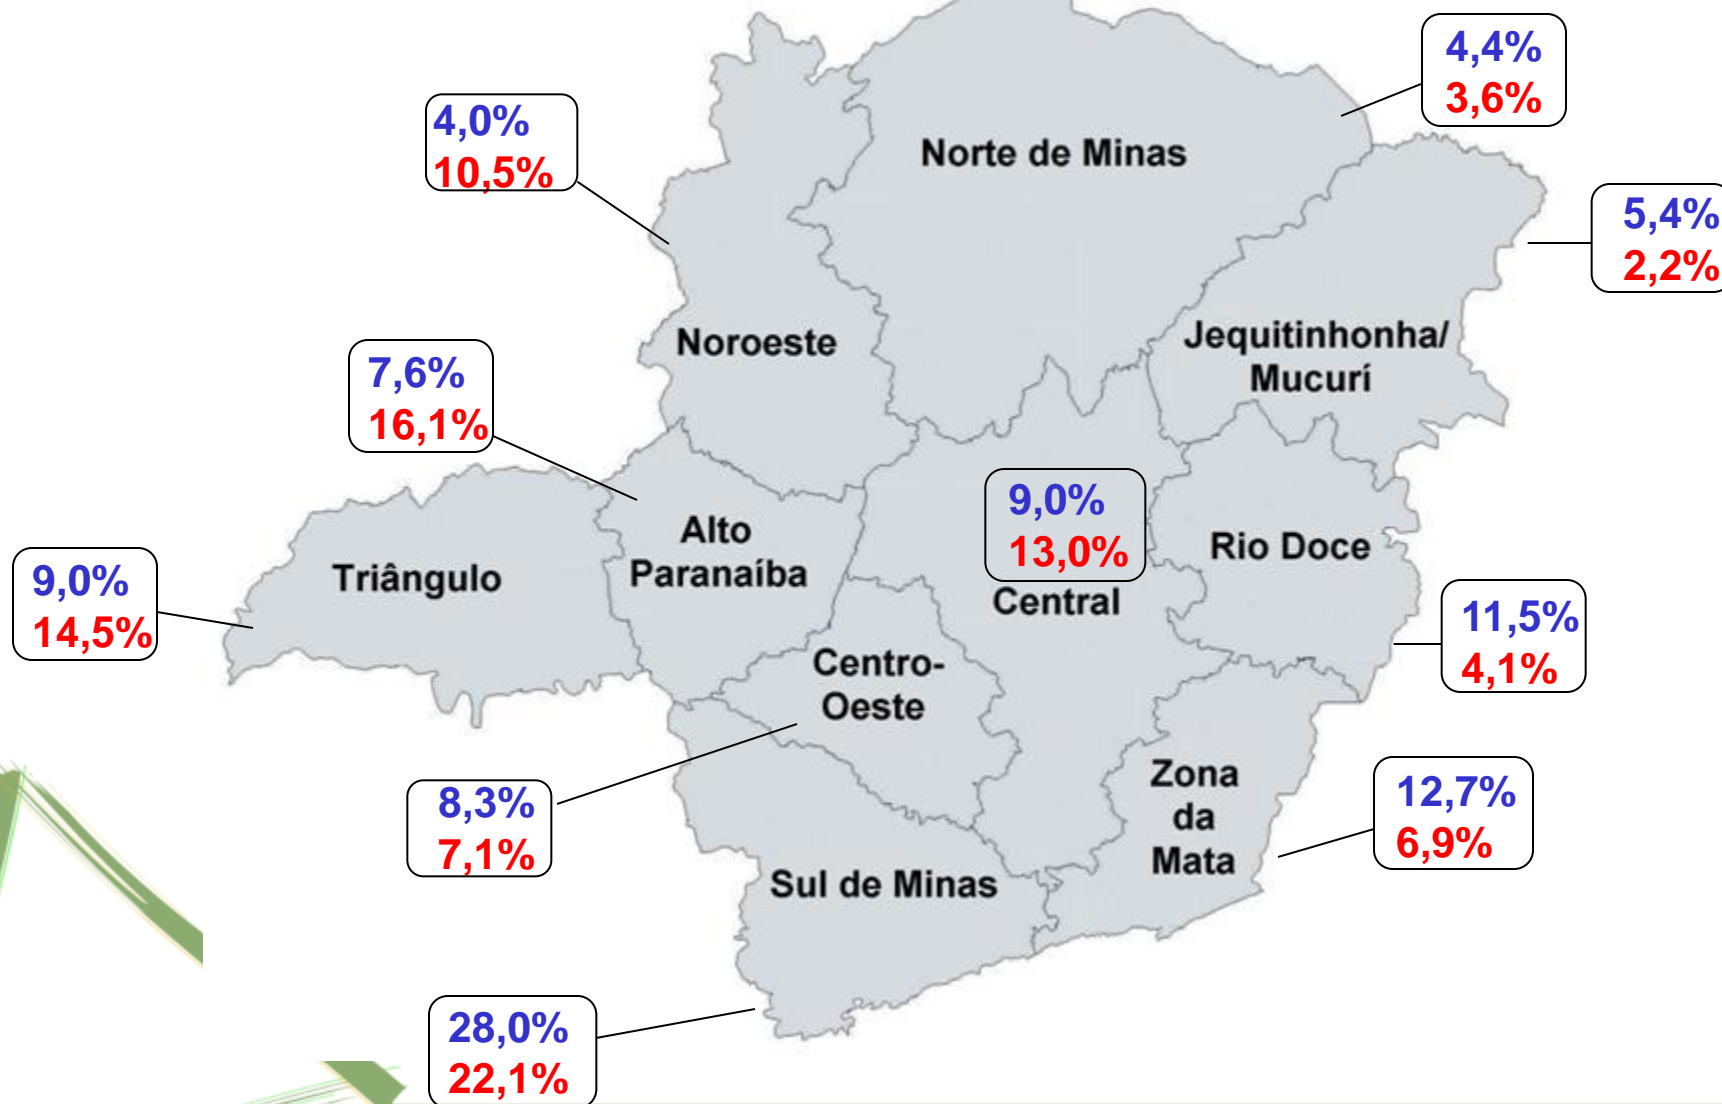 4,4%
3,6%
4,0%
10,5%
Norte de Minas
5,4%
2,2%
Noroeste
Jequitinhonha/
Mucurí
7,6%
16,1%
9,0%
13,0%
Alto
Paranaíba
Rio Doce
Triângulo
9,0%
14,5%
Central
11,5%
4,1%
Centro-
Oeste
8,3%
7,1%
Zona
da
Mata
12,7%
6,9%
Sul de Minas
28,0%
22,1%